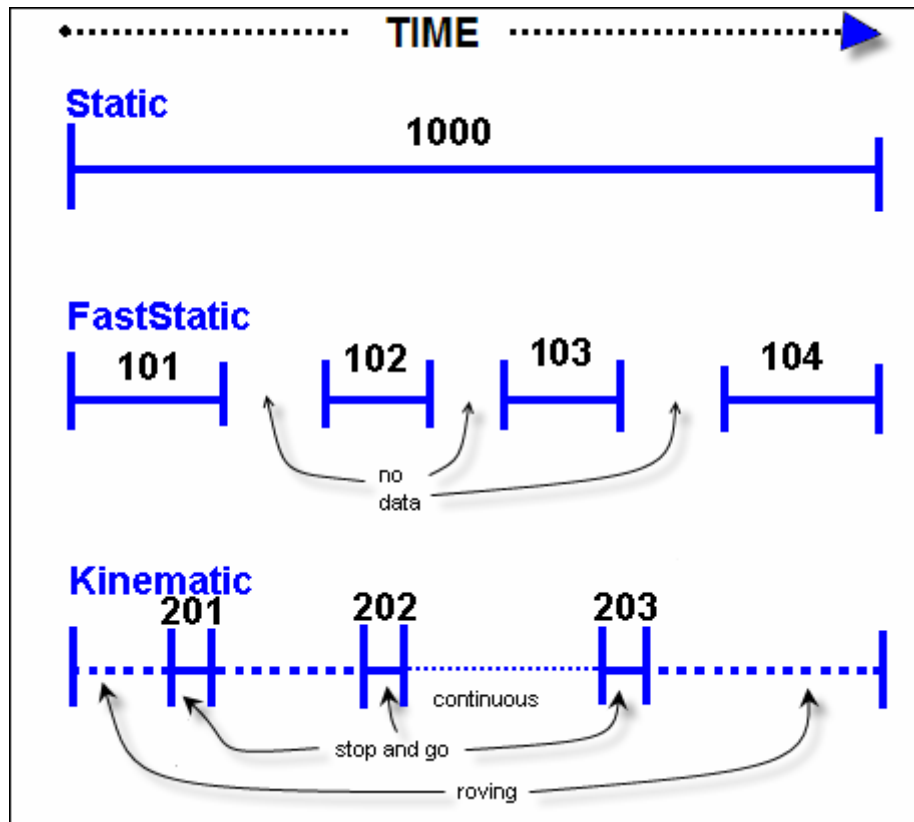 TIME
Static
1000
FastStatic
101
102
103
104
no
data
Kinematic
201
202
203
continuous
stop and go
roving